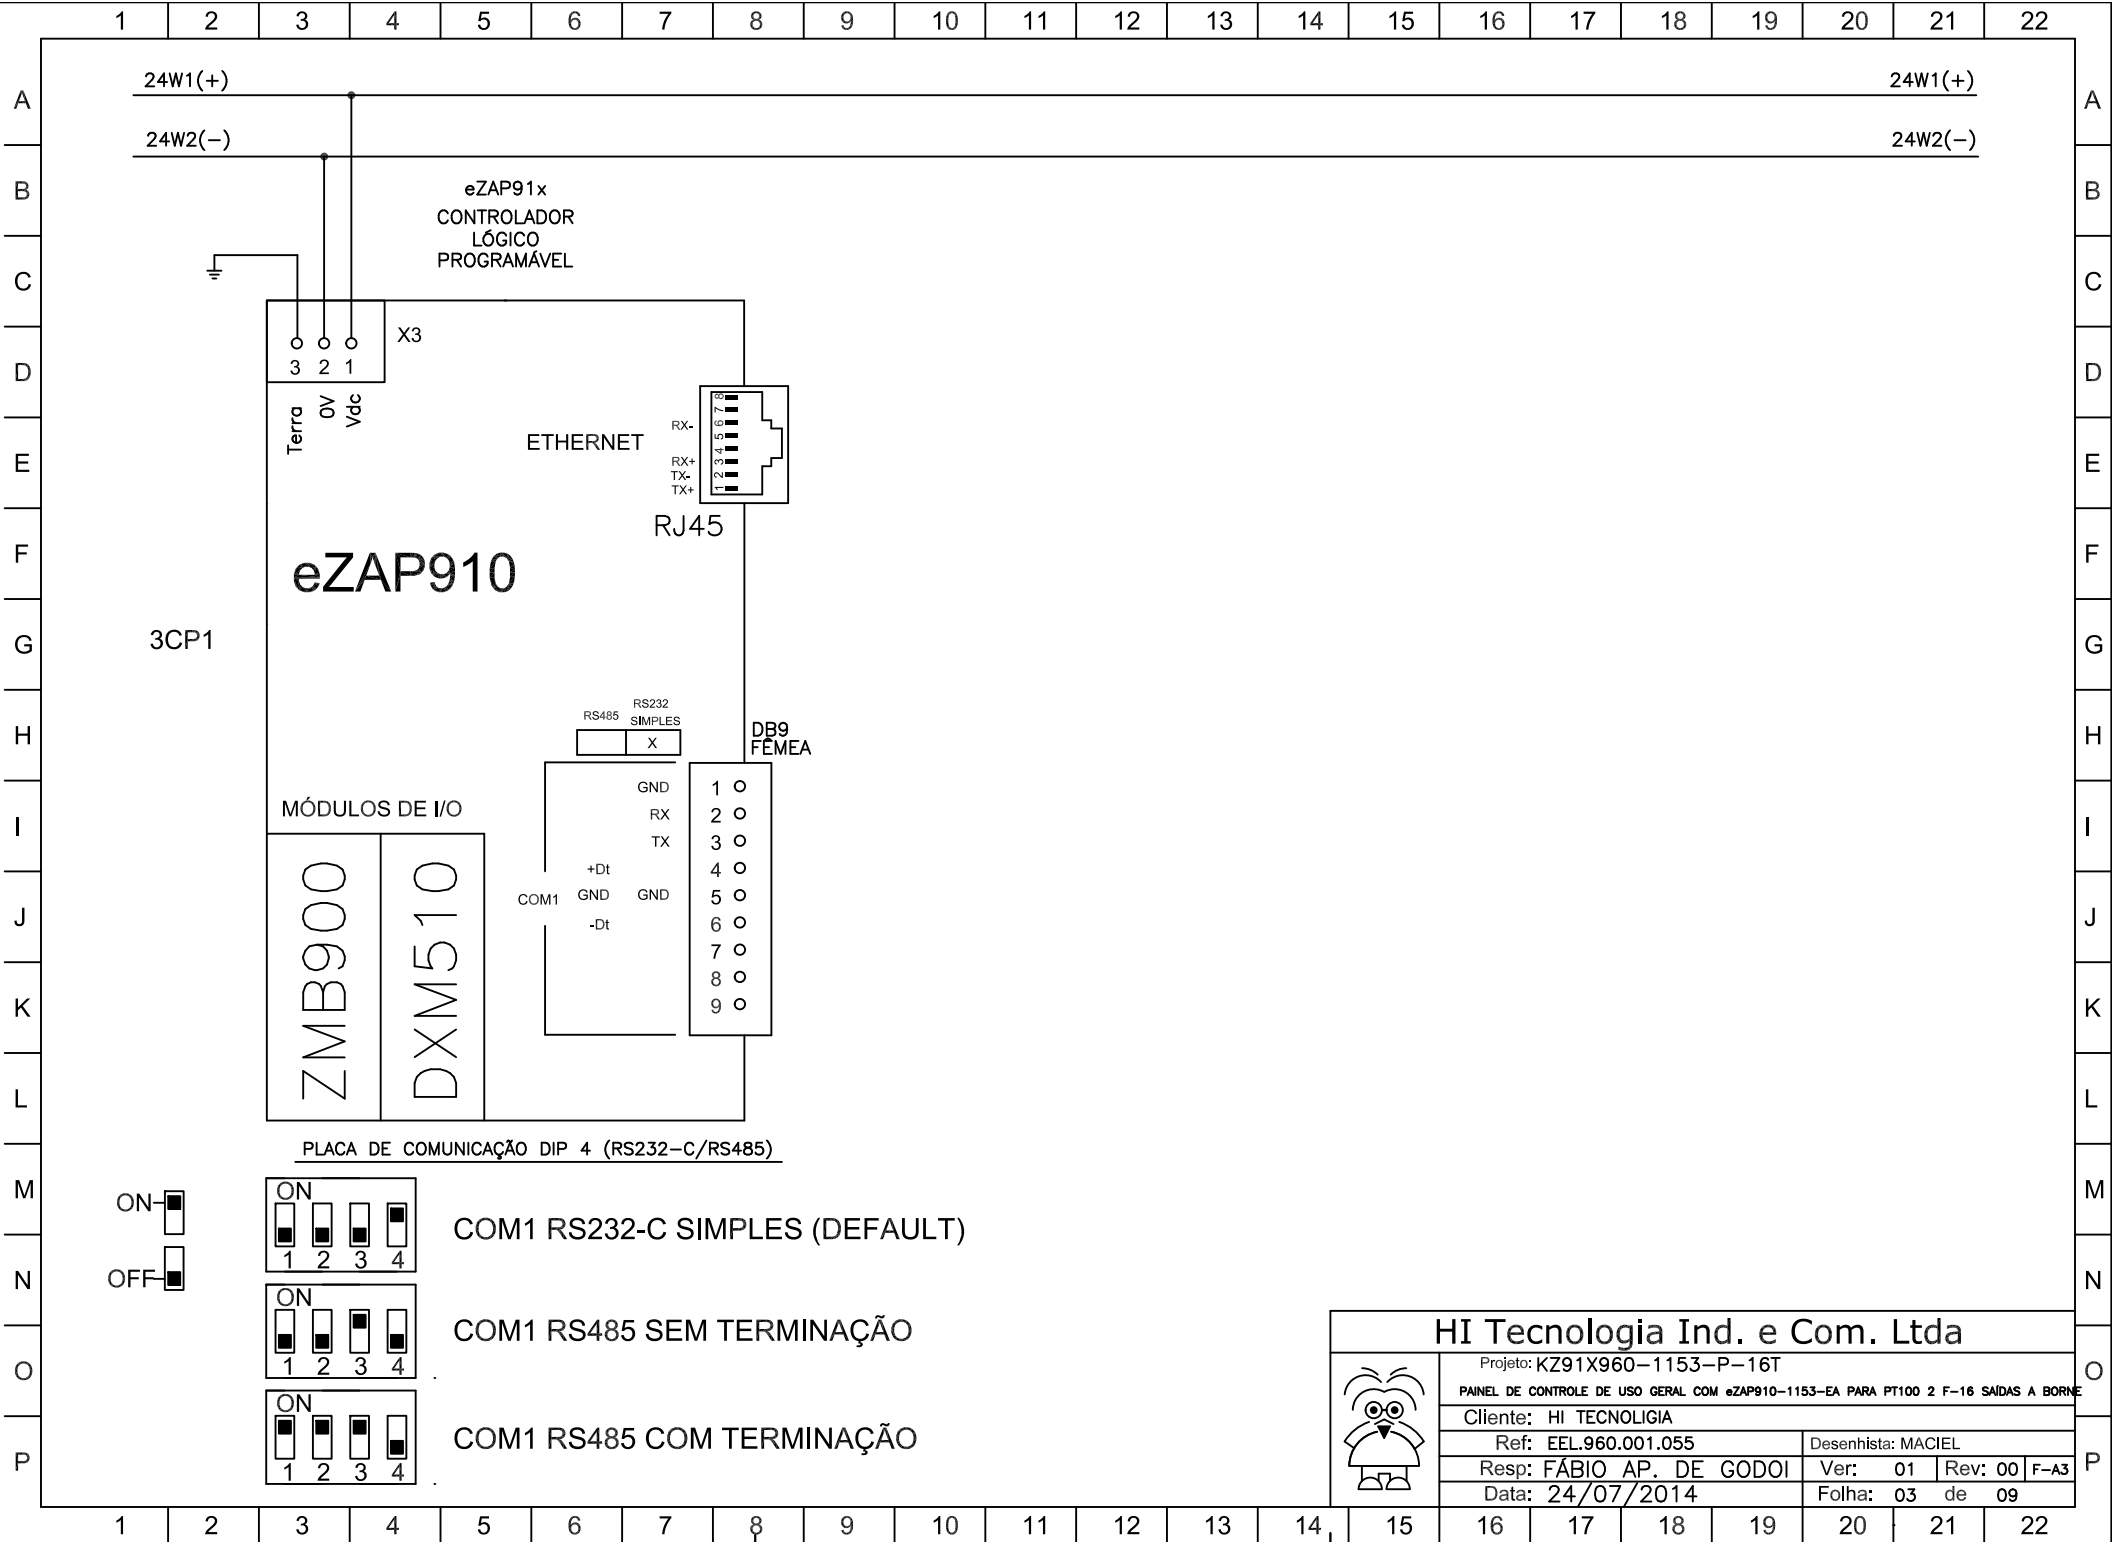 1 2 3 4 5 6 7 8 9 10 11 12 13 14 15 16 17 18 19 20 21 22
A A
B B
C C
D D
E E
F F
G G
H H
I I
J J
K K
L L
M M
N N
O O
P P
24W1(+) 24W1(+)
24W2(-) 24W2(-)
eZAP91x
CONTROLADOR
LÓGICO
PROGRAMÁVEL
X3
3 2 1
Terra
0V
Vdc
ETHERNET
RX-
RX+
TX-
TX+
8
7
6
5
4
3
2
1
RJ45
eZAP910
3CP1
RS485
RS232
SIMPLES
X
DB9
FÊMEA
GND 1
RX 2
TX 3
+Dt 4
COM1 GND GND 5
-Dt 6
7
8
9
MÓDULOS DE I/O
ZMB900
DXM510
PLACA DE COMUNICAÇÃO DIP 4 (RS232-C/RS485)
ON
OFF
ON
1 2 3 4
COM1 RS232-C SIMPLES (DEFAULT)
ON
1 2 3 4
COM1 RS485 SEM TERMINAÇÃO
ON
1 2 3 4
COM1 RS485 COM TERMINAÇÃO
HI Tecnologia Ind. e Com. Ltda
Projeto: KZ91X960-1153-P-16T
PAINEL DE CONTROLE DE USO GERAL COM eZAP910-1153-EA PARA PT100 2 F-16 SAÍDAS A BORNE
Cliente: HI TECNOLIGIA
Ref: EEL.960.001.055 Desenhista: MACIEL
Resp: FÁBIO AP. DE GODOI Ver: 01 Rev: 00 F-A3
Data: 24/07/2014 Folha: 03 de 09
1 2 3 4 5 6 7 8 9 10 11 12 13 14 15 16 17 18 19 20 21 22